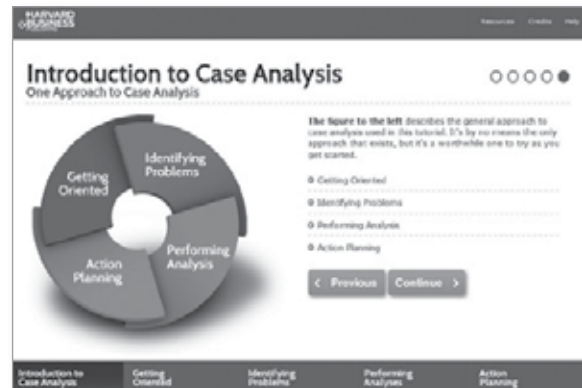 HARVARD
BUSINESS
Resources Credits Help
Introduction to Case Analysis
One Approach to Case Analysis
Getting
Oriented
Identifying
Problems
Performing
Analysis
Action
Planning
The figure to the left describes the general approach to
case analysis used in this tutorial. It's by no means the only
approach that exists, but it's a worthwhile one to try as you
get started.
Getting Oriented
Identifying Problems
Performing Analysis
Action Planning
< Previous
Continue >
Introduction to
Case Analysis
Getting
Oriented
Identifying
Problems
Performing
Analyses
Action
Planning